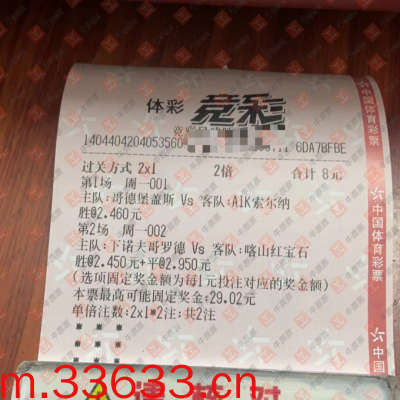 体彩 竞彩
1404404204053560 6DA7BFBE
过关方式 2x1 2倍 合计 8元
第1场 周一001
主队:哥德堡盖斯 Vs 客队:AIK索尔纳
胜@2.460元
第2场 周一002
主队:下诺夫哥罗德 Vs 客队:喀山红宝石
胜@2.450元+平@2.950元
(选项固定奖金额为每1元投注对应的奖金额)
本票最高可能固定奖金:29.02元
单倍注数:2x1*2注;共2注
中国体育彩票
中国体育彩票
中国体育彩票
m.33633.cn